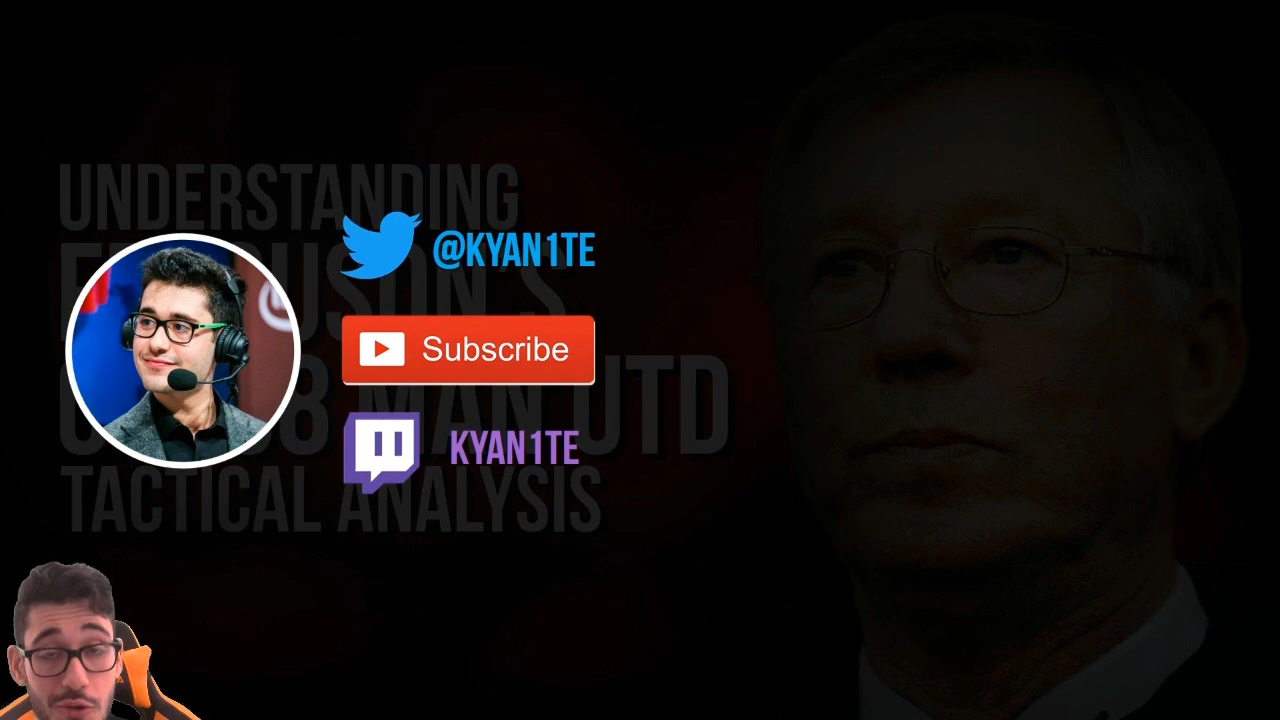 UNDERSTANDING
@KYAN1TE
Subscribe
MAN UTD
KYAN1TE
TACTICAL ANALYSIS